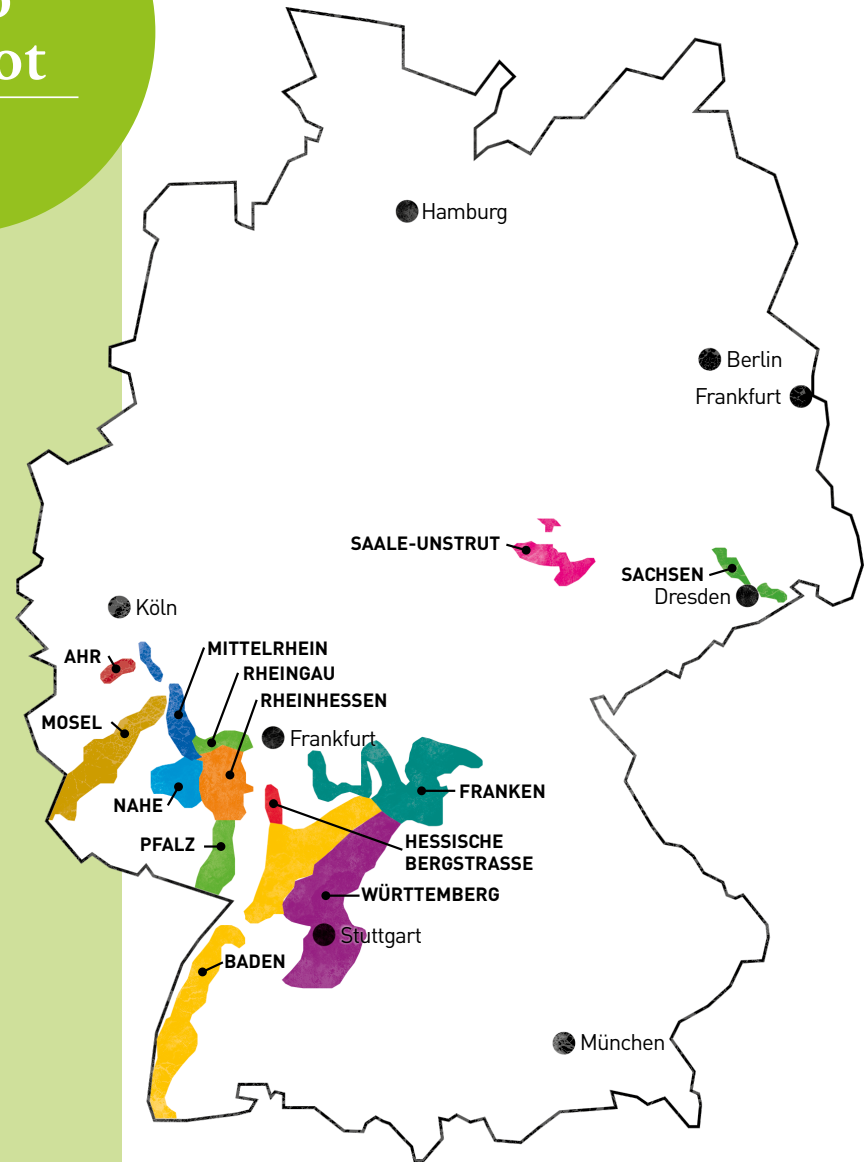 Hamburg
Berlin
Frankfurt
SAALE-UNSTRUT
SACHSEN
Dresden
Köln
AHR
MITTELRHEIN
RHEINGAU
RHEINHESSEN
MOSEL
Frankfurt
NAHE
FRANKEN
PFALZ
HESSISCHE
BERGSTRASSE
WÜRTTEMBERG
Stuttgart
BADEN
München